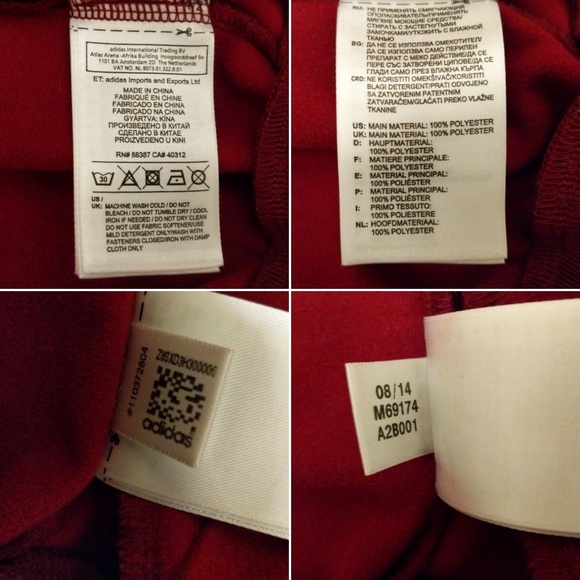 adidas International Trading BV
Atlas Arena -Afrika Building Hoogoorddreef 9a
1101 BA Amsterdam ZO The Netherlands
VAT NO. NL 8073.01.322.B.01
ET: adidas Imports and Exports Ltd
MADE IN CHINA
FABRIQUÉ EN CHINE
FABRICADO EN CHINA
FABRICADO NA CHINA
GYÁRTVA: KÍNA
ПРОИЗВЕДЕНО В КИТАЙ
СДЕЛАНО В КИТАЕ
PROIZVEDENO U KINI
RN# 88387 CA# 40312
30
US /
UK: MACHINE WASH COLD / DO NOT
BLEACH / DO NOT TUMBLE DRY / COOL
IRON IF NEEDED / DO NOT DRY CLEAN
DO NOT USE FABRIC SOFTENER/USE
MILD DETERGENT ONLY/WASH WITH
FASTENERS CLOSED/IRON WITH DAMP
CLOTH ONLY
RU: НЕ ПРИМЕНЯТЬ СМЯГЧАЮЩИЙ
ОПОЛАСКИВАТЕЛЬ/ПРИМЕНЯТЬ
МЯГКИЕ МОЮЩИЕ СРЕДСТВА/
СТИРАТЬ С ЗАСТЕГНУТЫМИ
ЗАМОЧКАМИ/УТЮЖИТЬ С ВЛАЖНОЙ
ТКАНЬЮ
BG: ДА НЕ СЕ ИЗПОЛЗВА ОМЕКОТИТЕЛ/
ДА СЕ ИЗПОЛЗВА САМО ПЕРИЛЕН
ПРЕПАРАТ С МЕКО ДЕЙСТВИЕ/ДА СЕ
ПЕРЕ СЪС ЗАТВОРЕНИ ЦИПОВЕ/ДА СЕ
ГЛАДИ САМО ПРЕЗ ВЛАЖНА КЪРПА
CRO: NE KORISTITI OMEKŠIVAČ/KORISTITI
BLAGI DETERGENT/PRATI ODVOJENO
SA ZATVORENIM PATENTNIM
ZATVARAČEM/GLAČATI PREKO VLAŽNE
TKANINE
US: MAIN MATERIAL: 100% POLYESTER
UK: MAIN MATERIAL: 100% POLYESTER
D: HAUPTMATERIAL:
100% POLYESTER
F: MATIERE PRINCIPALE:
100% POLYESTER
E: MATERIAL PRINCIPAL:
100% POLIESTER
P: MATERIAL PRINCIPAL:
100% POLIESTER
I: PRIMO TESSUTO:
100% POLIESTERE
NL: HOOFDMATERIAAL:
100% POLYESTER
#110372804
Z8SKD3H300006
adidas
08/14
M69174
A2B001